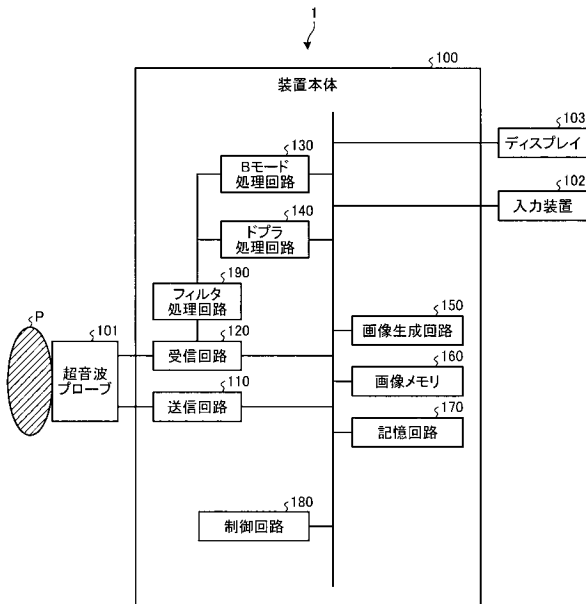 1
100
装置本体
103
ディスプレイ
130
Bモード
処理回路
102
入力装置
140
ドプラ
処理回路
190
フィルタ
処理回路
150
画像生成回路
P
101
超音波
プローブ
120
受信回路
160
画像メモリ
110
送信回路
170
記憶回路
180
制御回路